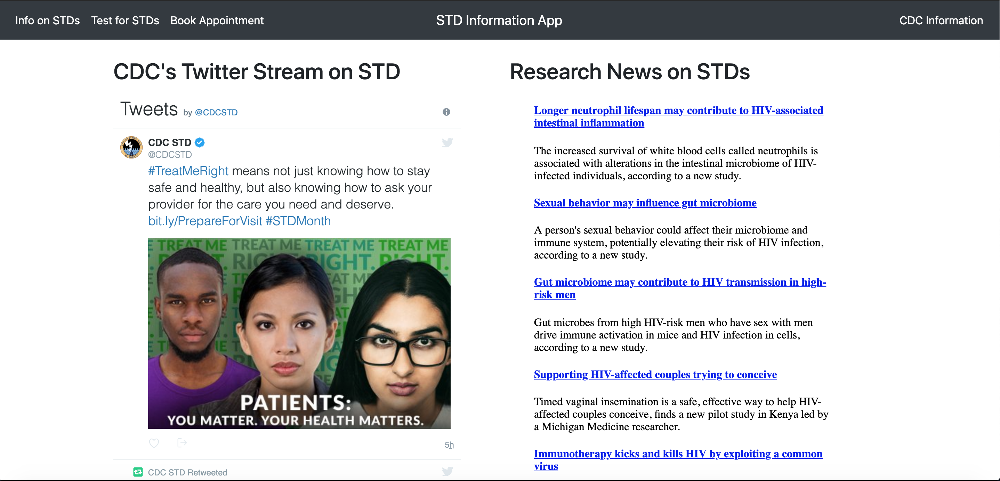 Info on STDs Test for STDs Book Appointment STD Information App CDC Information
CDC's Twitter Stream on STD
Tweets by @CDCSTD
CDC STD
@CDCSTD
#TreatMeRight means not just knowing how to stay
safe and healthy, but also knowing how to ask your
provider for the care you need and deserve.
bit.ly/PrepareForVisit #STDMonth
TREAT ME TREAT ME TREAT ME TREAT ME
RIGHT.
PATIENTS:
YOU MATTER. YOUR HEALTH MATTERS.
5h
CDC STD Retweeted
Research News on STDs
Longer neutrophil lifespan may contribute to HIV-associated
intestinal inflammation
The increased survival of white blood cells called neutrophils is
associated with alterations in the intestinal microbiome of HIV-
infected individuals, according to a new study.
Sexual behavior may influence gut microbiome
A person's sexual behavior could affect their microbiome and
immune system, potentially elevating their risk of HIV infection,
according to a new study.
Gut microbiome may contribute to HIV transmission in high-
risk men
Gut microbes from high HIV-risk men who have sex with men
drive immune activation in mice and HIV infection in cells,
according to a new study.
Supporting HIV-affected couples trying to conceive
Timed vaginal insemination is a safe, effective way to help HIV-
affected couples conceive, finds a new pilot study in Kenya led by
a Michigan Medicine researcher.
Immunotherapy kicks and kills HIV by exploiting a common
virus